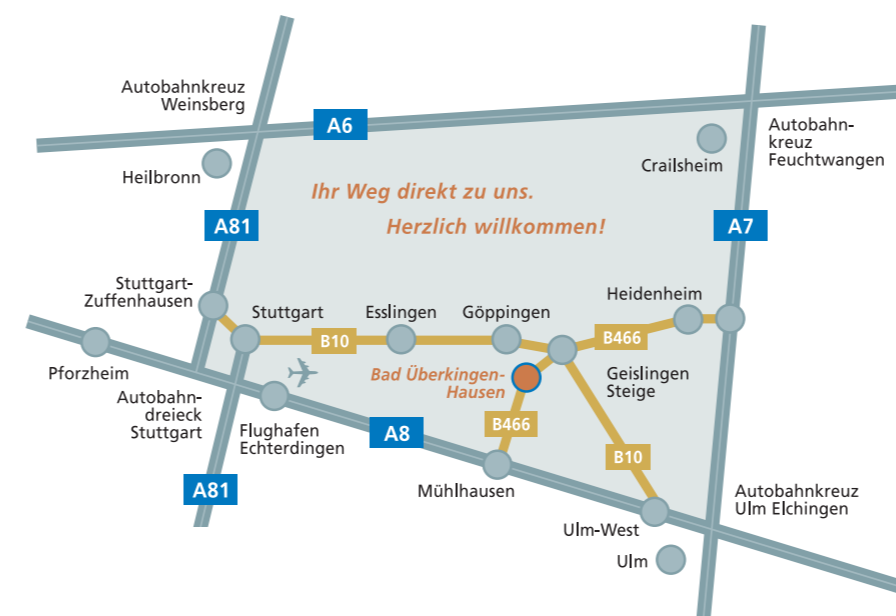 Autobahnkreuz
Weinsberg
A6
Autobahn-
kreuz
Feuchtwangen
Crailsheim
Heilbronn
Ihr Weg direkt zu uns.
Herzlich willkommen!
A81
A7
Stuttgart-
Zuffenhausen
Stuttgart
Esslingen
Göppingen
Heidenheim
B10
B466
Pforzheim
Bad Überkingen-
Hausen
Geislingen
Steige
Autobahn-
dreieck
Stuttgart
Flughafen
Echterdingen
A8
B466
B10
A81
Mühlhausen
Autobahnkreuz
Ulm Elchingen
Ulm-West
Ulm